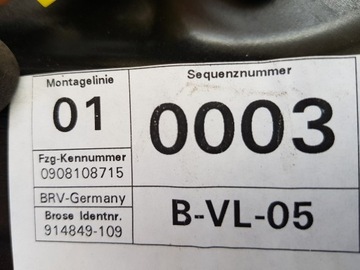 Montagelinie
01
Sequenznummer
0003
Fzg-Kennummer
0908108715
BRV-Germany
Brose Identnr.
914849-109
B-VL-05